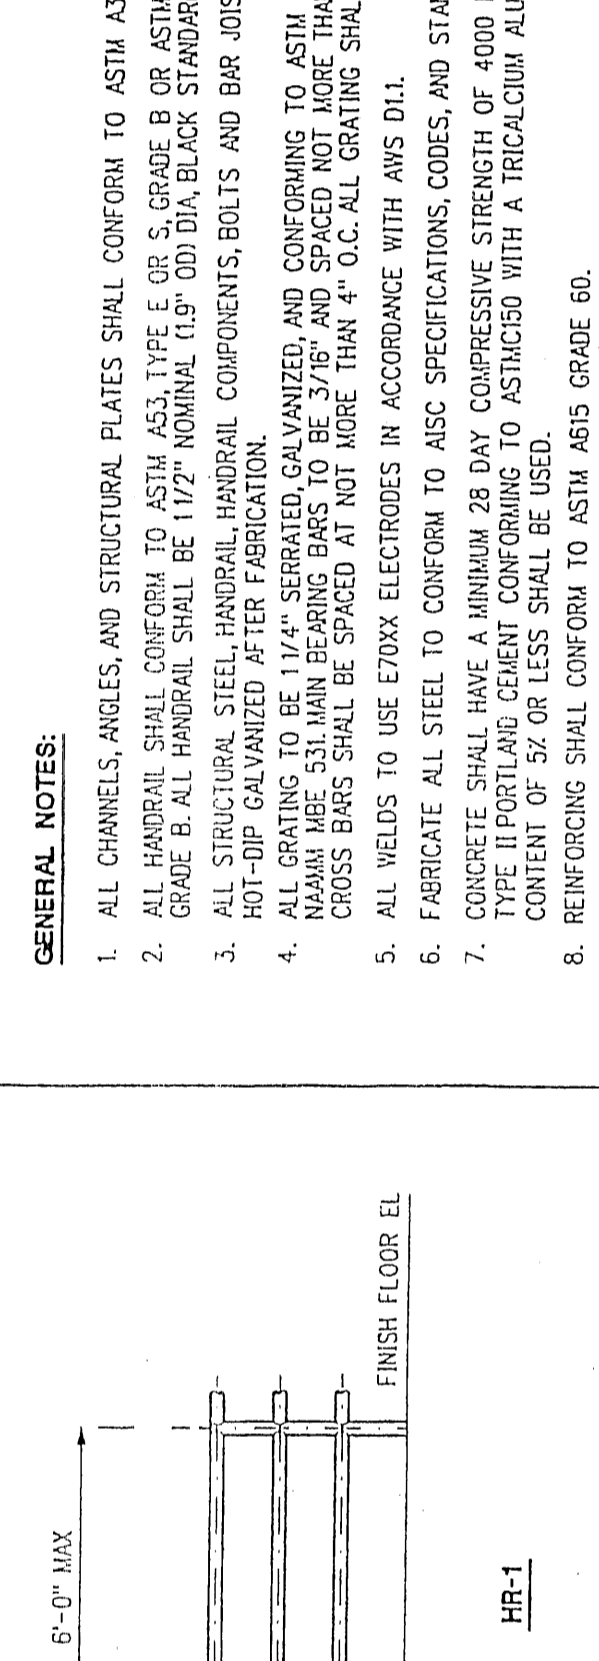 GENERAL NOTES:
1. ALL CHANNELS, ANGLES, AND STRUCTURAL PLATES SHALL CONFORM TO ASTM
2. ALL HANDRAIL SHALL CONFORM TO ASTM A53, TYPE E OR S, GRADE B OR ASTM
GRADE B. ALL HANDRAIL SHALL BE 1 1/2" NOMINAL (1.9" OD) DIA, BLACK
3. ALL STRUCTURAL STEEL, HANDRAIL, HANDRAIL COMPONENTS, BOLTS AND BAR
HOT-DIP GALVANIZED AFTER FABRICATION.
4. ALL GRATING TO BE 1 1/4" SERRATED, GALVANIZED, AND CONFORMING TO ASTM
NAAMM MBE 531. MAIN BEARING BARS TO BE 3/16" AND SPACED NOT MORE
CROSS BARS SHALL BE SPACED AT NOT MORE THAN 4" O.C. ALL GRATING
5. ALL WELDS TO USE E70XX ELECTRODES IN ACCORDANCE WITH AWS D1.1.
6. FABRICATE ALL STEEL TO CONFORM TO AISC SPECIFICATIONS, CODES, AND
7. CONCRETE SHALL HAVE A MINIMUM 28 DAY COMPRESSIVE STRENGTH OF 4000
TYPE II PORTLAND CEMENT CONFORMING TO ASTMC150 WITH A TRICALCIUM
CONTENT OF 5% OR LESS SHALL BE USED.
8. REINFORCING SHALL CONFORM TO ASTM A615 GRADE 60.
6'-0" MAX
FINISH FLOOR EL
HR-1